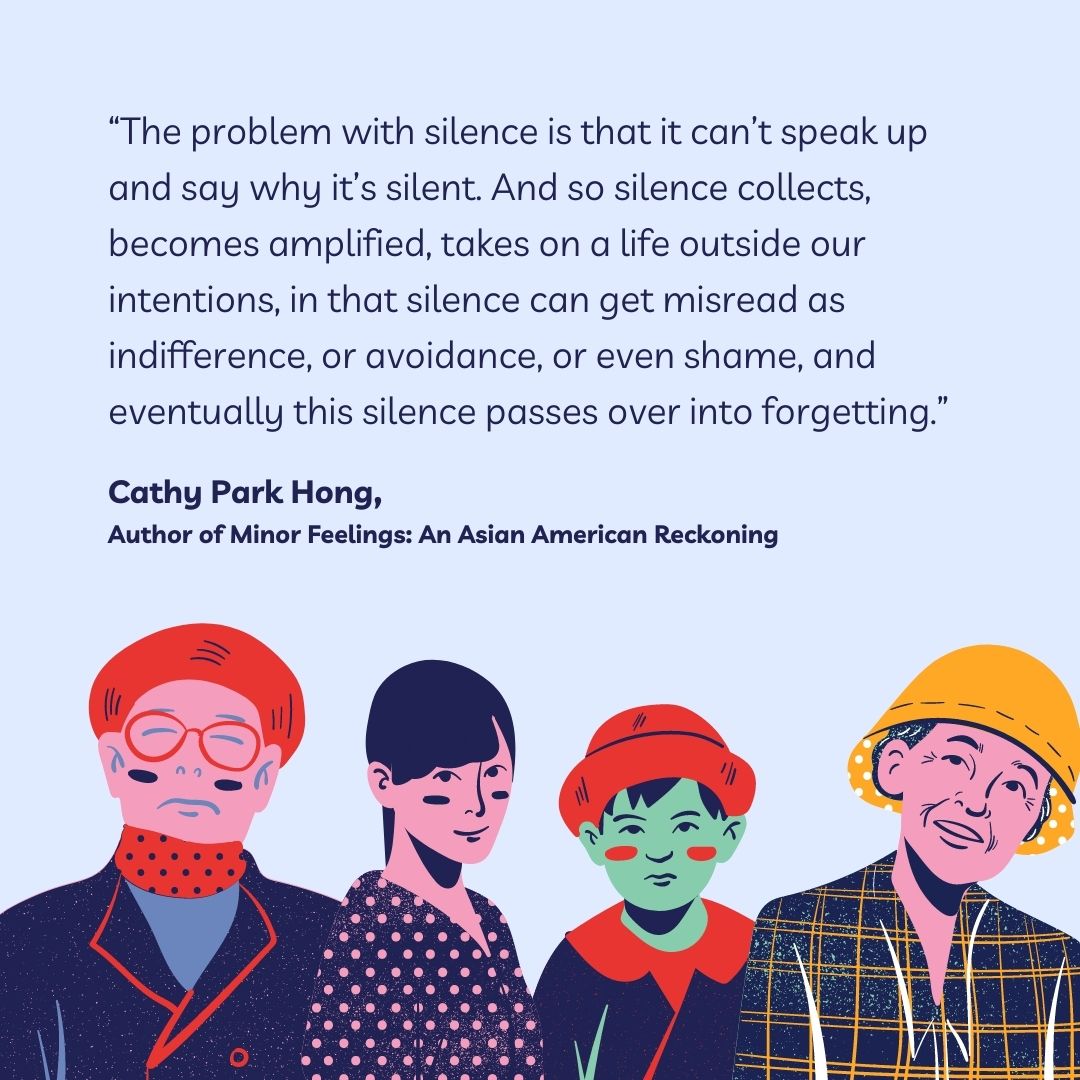 “The problem with silence is that it can’t speak up
and say why it’s silent. And so silence collects,
becomes amplified, takes on a life outside our
intentions, in that silence can get misread as
indifference, or avoidance, or even shame, and
eventually this silence passes over into forgetting.”
Cathy Park Hong,
Author of Minor Feelings: An Asian American Reckoning